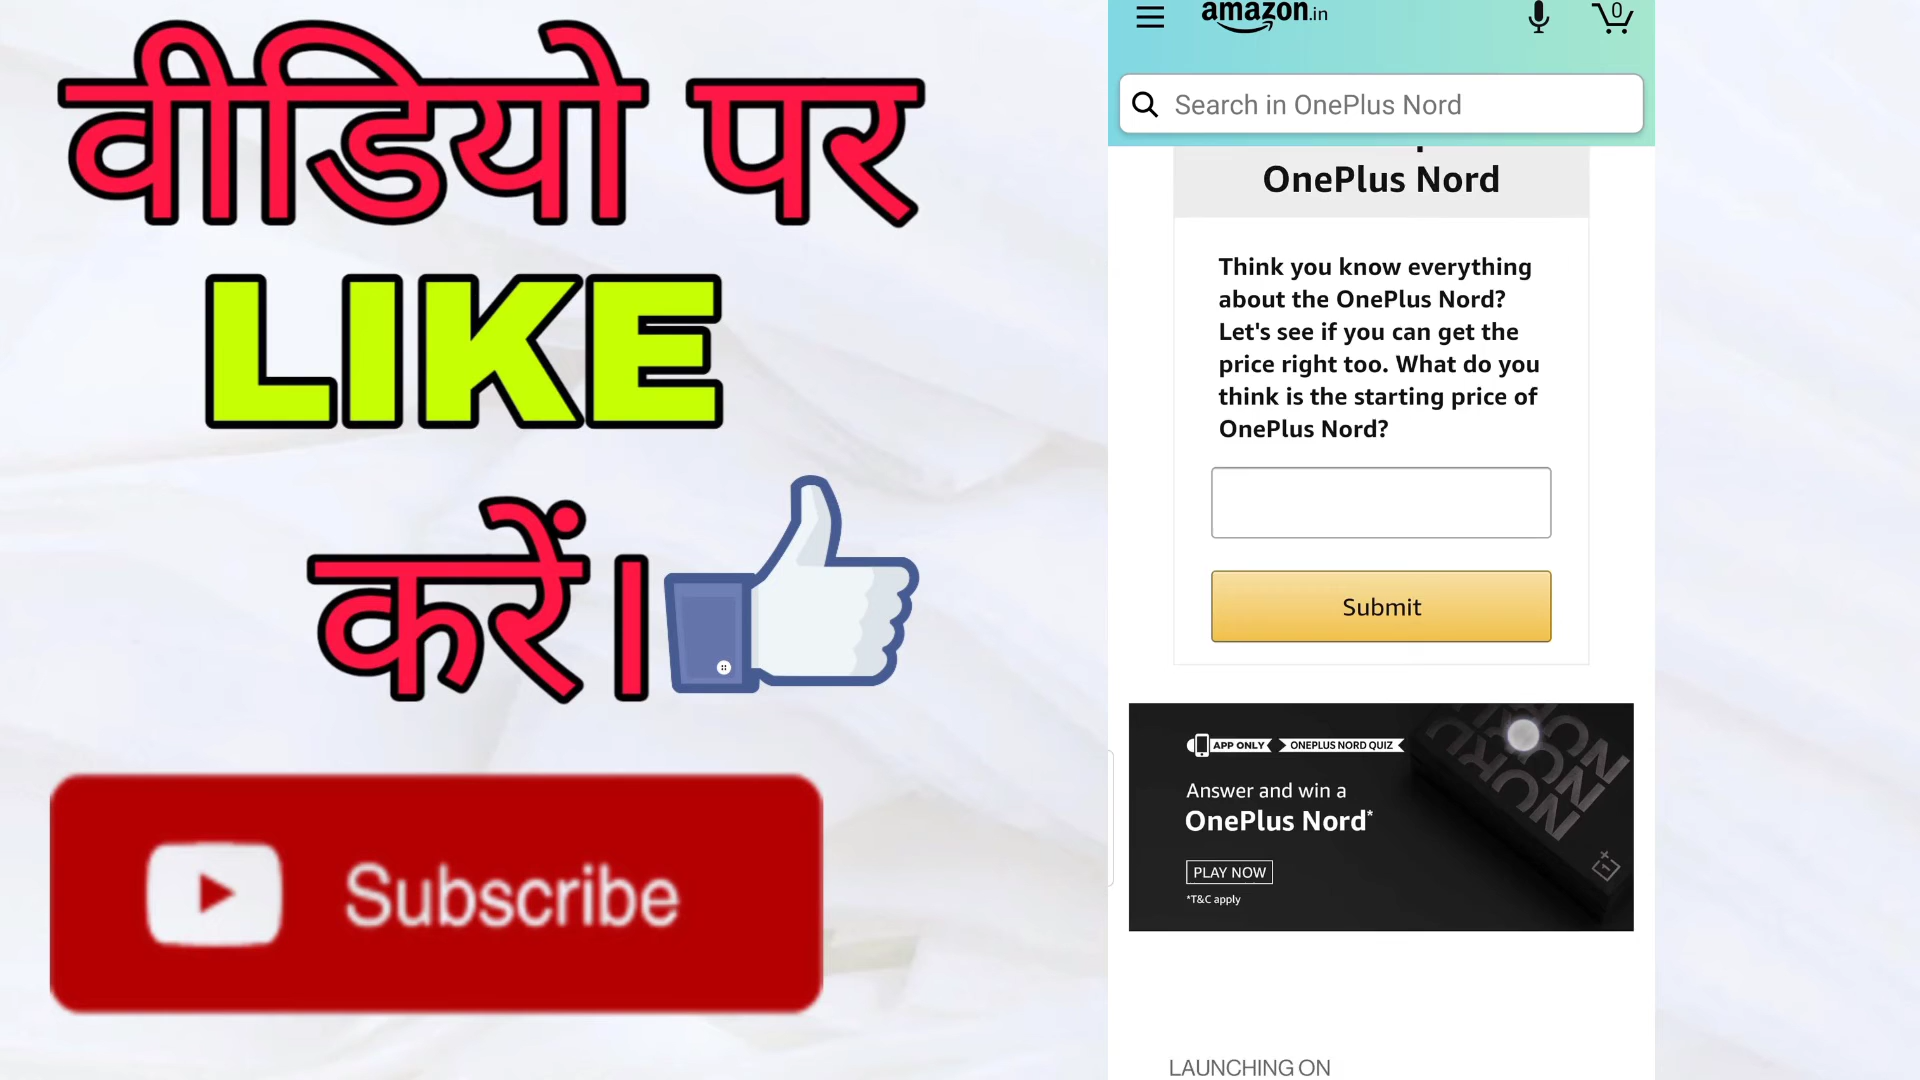 वीडियो पर
LIKE
करें।
Subscribe
amazon.in
0
Search in OnePlus Nord
OnePlus Nord
Think you know everything
about the OnePlus Nord?
Let's see if you can get the
price right too. What do you
think is the starting price of
OnePlus Nord?
Submit
APP ONLY ONEPLUS NORD QUIZ
Answer and win a
OnePlus Nord*
PLAY NOW
*T&C apply
NORD
NORD
NORD
LAUNCHING ON